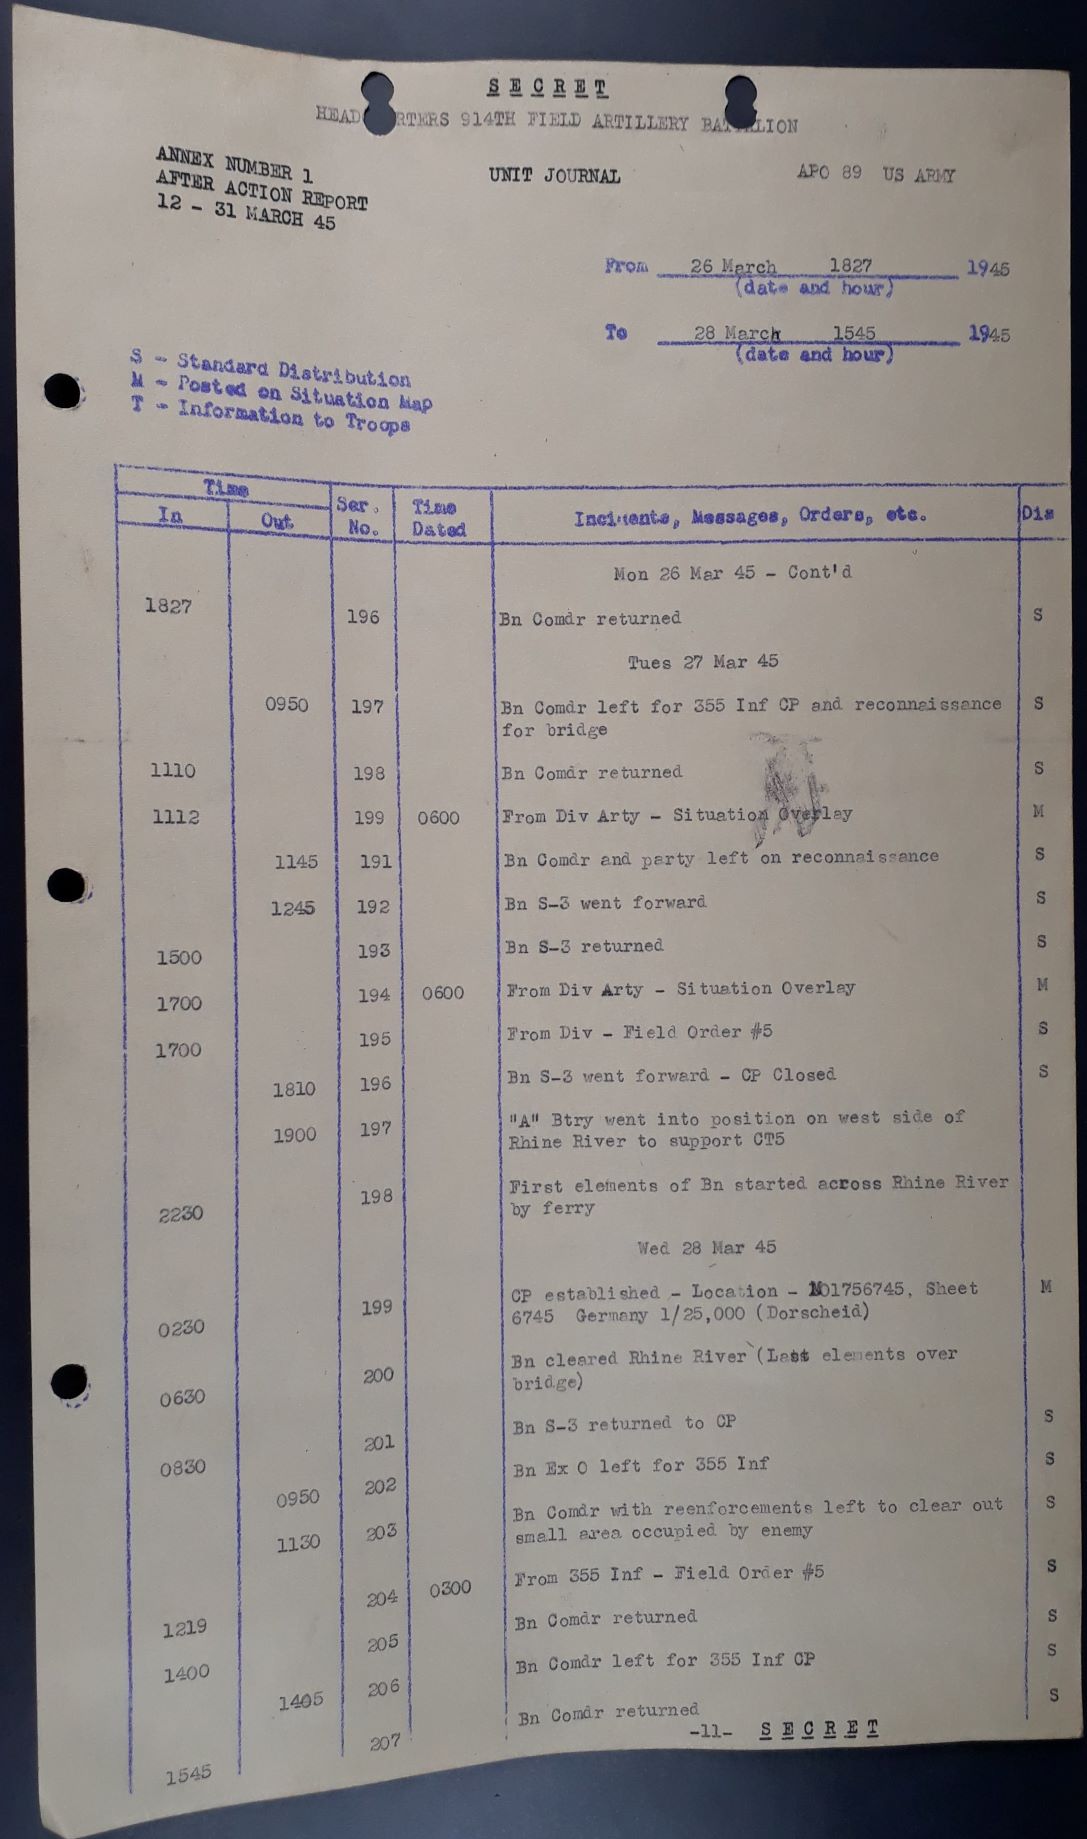 SECRET
HEAD RTERS 914TH FIELD ARTILLERY BA LION
ANNEX NUMBER 1
AFTER ACTION REPORT
12 - 31 MARCH 45
UNIT JOURNAL
APO 89 US ARMY
From 26 March 1827 1945
(date and hour)
To 28 March 1545 1945
(date and hour)
S - Standard Distribution
M - Posted on Situation Map
T - Information to Troops
Time
In Out Ser. No. Time Dated Incidents, Messages, Orders, etc. Dis
Mon 26 Mar 45 - Cont'd
1827 196 Bn Comdr returned S
Tues 27 Mar 45
0950 197 Bn Comdr left for 355 Inf CP and reconnaissance S
for bridge
1110 198 Bn Comdr returned S
1112 199 0600 From Div Arty - Situation Overlay M
1145 191 Bn Comdr and party left on reconnaissance S
1245 192 Bn S-3 went forward S
1500 193 Bn S-3 returned S
1700 194 0600 From Div Arty - Situation Overlay M
1700 195 From Div - Field Order #5 S
1810 196 Bn S-3 went forward - CP Closed S
1900 197 "A" Btry went into position on west side of
Rhine River to support CT5
2230 198 First elements of Bn started across Rhine River
by ferry
Wed 28 Mar 45
0230 199 CP established - Location - 01756745, Sheet M
6745 Germany 1/25,000 (Dorscheid)
0630 200 Bn cleared Rhine River (Last elements over
bridge)
0830 201 Bn S-3 returned to CP S
0950 202 Bn Ex O left for 355 Inf S
1130 203 Bn Comdr with reenforcements left to clear out S
small area occupied by enemy
1219 204 0300 From 355 Inf - Field Order #5 S
1400 205 Bn Comdr returned S
1405 206 Bn Comdr left for 355 Inf CP S
1545 207 Bn Comdr returned S
-11- SECRET